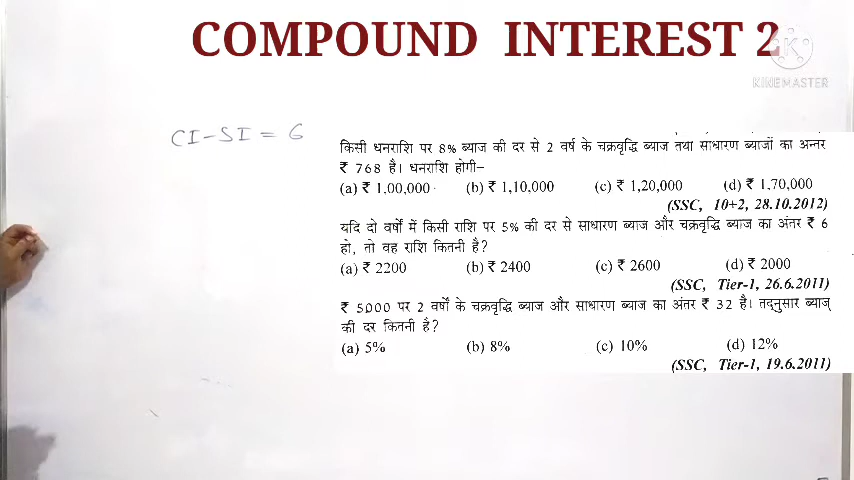 COMPOUND INTEREST 2
KINEMASTER
CI-SI = 6
किसी धनराशि पर 8% ब्याज की दर से 2 वर्ष के चक्रवृद्धि ब्याज तथा साधारण ब्याजों का अन्तर
₹ 768 है। धनराशि होगी–
(a) ₹ 1,00,000 (b) ₹ 1,10,000 (c) ₹ 1,20,000 (d) ₹ 1,70,000
(SSC, 10+2, 28.10.2012)
यदि दो वर्षों में किसी राशि पर 5% की दर से साधारण ब्याज और चक्रवृद्धि ब्याज का अंतर ₹ 6
हो, तो वह राशि कितनी है?
(a) ₹ 2200 (b) ₹ 2400 (c) ₹ 2600 (d) ₹ 2000
(SSC, Tier-1, 26.6.2011)
₹ 5000 पर 2 वर्षों के चक्रवृद्धि ब्याज और साधारण ब्याज का अंतर ₹ 32 है। तद्नुसार ब्याज्
की दर कितनी है?
(a) 5% (b) 8% (c) 10% (d) 12%
(SSC, Tier-1, 19.6.2011)